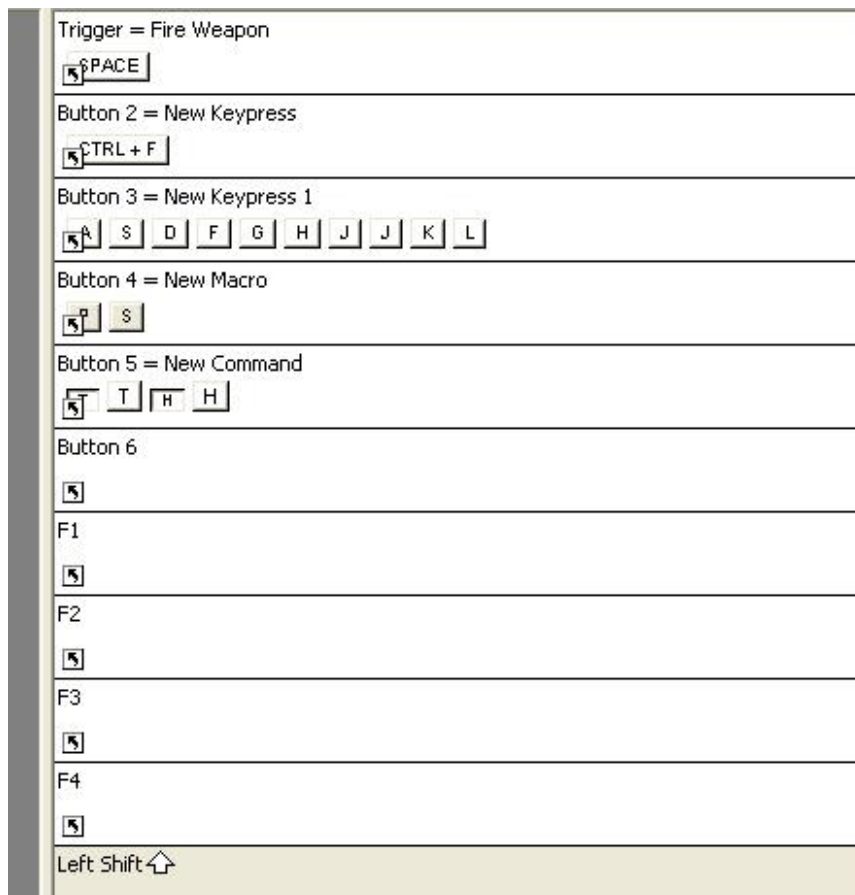 Trigger = Fire Weapon
SPACE
Button 2 = New Keypress
CTRL + F
Button 3 = New Keypress 1
A S D F G H J J K L
Button 4 = New Macro
S
Button 5 = New Command
T T H H
Button 6
F1
F2
F3
F4
Left Shift